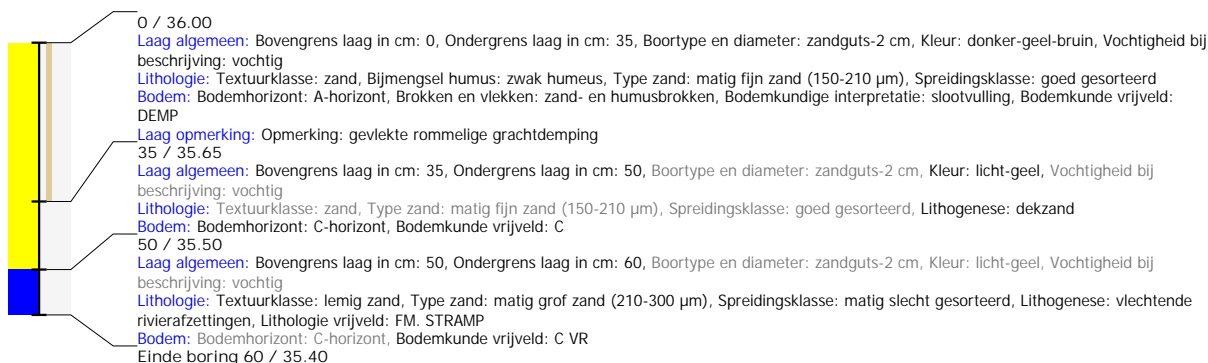 0 / 36.00
Laag algemeen: Bovengrens laag in cm: 0, Ondergrens laag in cm: 35, Boortype en diameter: zandguts-2 cm, Kleur: donker-geel-bruin, Vochtigheid bij
beschrijving: vochtig
Lithologie: Textuurklasse: zand, Bijmengsel humus: zwak humeus, Type zand: matig fijn zand (150-210 µm), Spreidingsklasse: goed gesorteerd
Bodem: Bodemhorizont: A-horizont, Brokken en vlekken: zand- en humusbrokken, Bodemkundige interpretatie: slootvulling, Bodemkunde vrijveld:
DEMP
Laag opmerking: Opmerking: gevlekte rommelige grachtdemping
35 / 35.65
Laag algemeen: Bovengrens laag in cm: 35, Ondergrens laag in cm: 50, Boortype en diameter: zandguts-2 cm, Kleur: licht-geel, Vochtigheid bij
beschrijving: vochtig
Lithologie: Textuurklasse: zand, Type zand: matig fijn zand (150-210 µm), Spreidingsklasse: goed gesorteerd, Lithogenese: dekzand
Bodem: Bodemhorizont: C-horizont, Bodemkunde vrijveld: C
50 / 35.50
Laag algemeen: Bovengrens laag in cm: 50, Ondergrens laag in cm: 60, Boortype en diameter: zandguts-2 cm, Kleur: licht-geel, Vochtigheid bij
beschrijving: vochtig
Lithologie: Textuurklasse: lemig zand, Type zand: matig grof zand (210-300 µm), Spreidingsklasse: matig slecht gesorteerd, Lithogenese: vlechtende
rivierafzettingen, Lithologie vrijveld: FM. STRAMP
Bodem: Bodemhorizont: C-horizont, Bodemkunde vrijveld: C VR
Einde boring 60 / 35.40